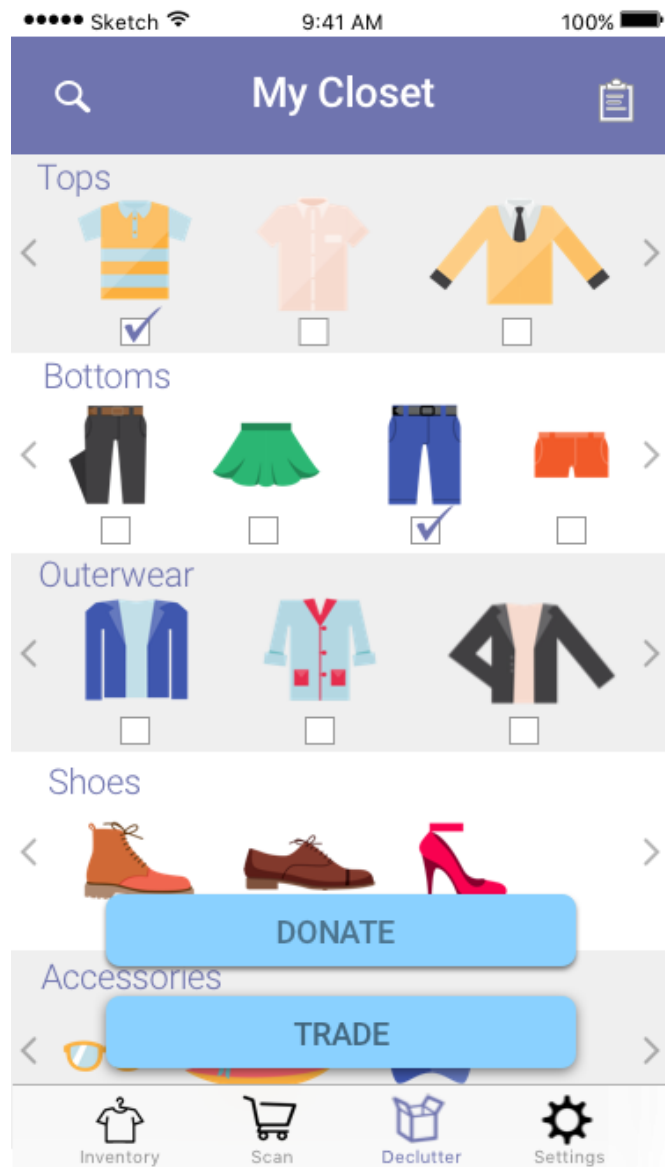 Sketch 9:41 AM 100%
My Closet
Tops
Bottoms
Outerwear
Shoes
DONATE
Accessories
TRADE
Inventory Scan Declutter Settings